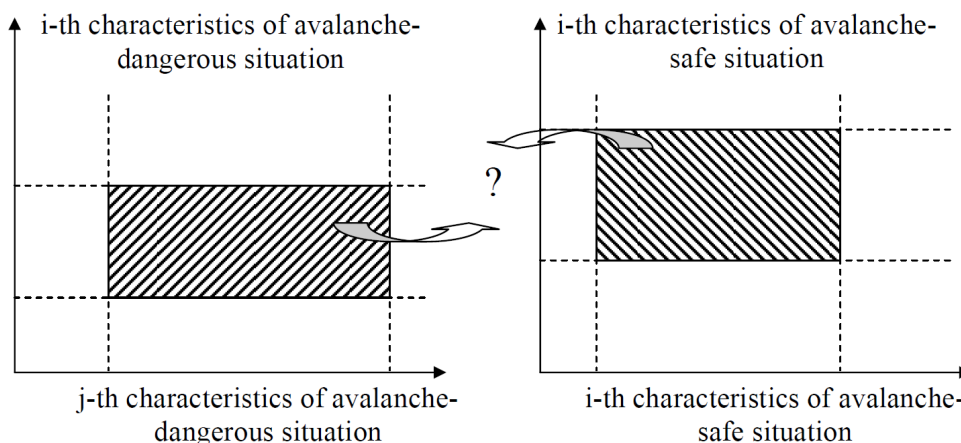 i-th characteristics of avalanche-
dangerous situation
i-th characteristics of avalanche-
safe situation
?
j-th characteristics of avalanche-
dangerous situation
i-th characteristics of avalanche-
safe situation